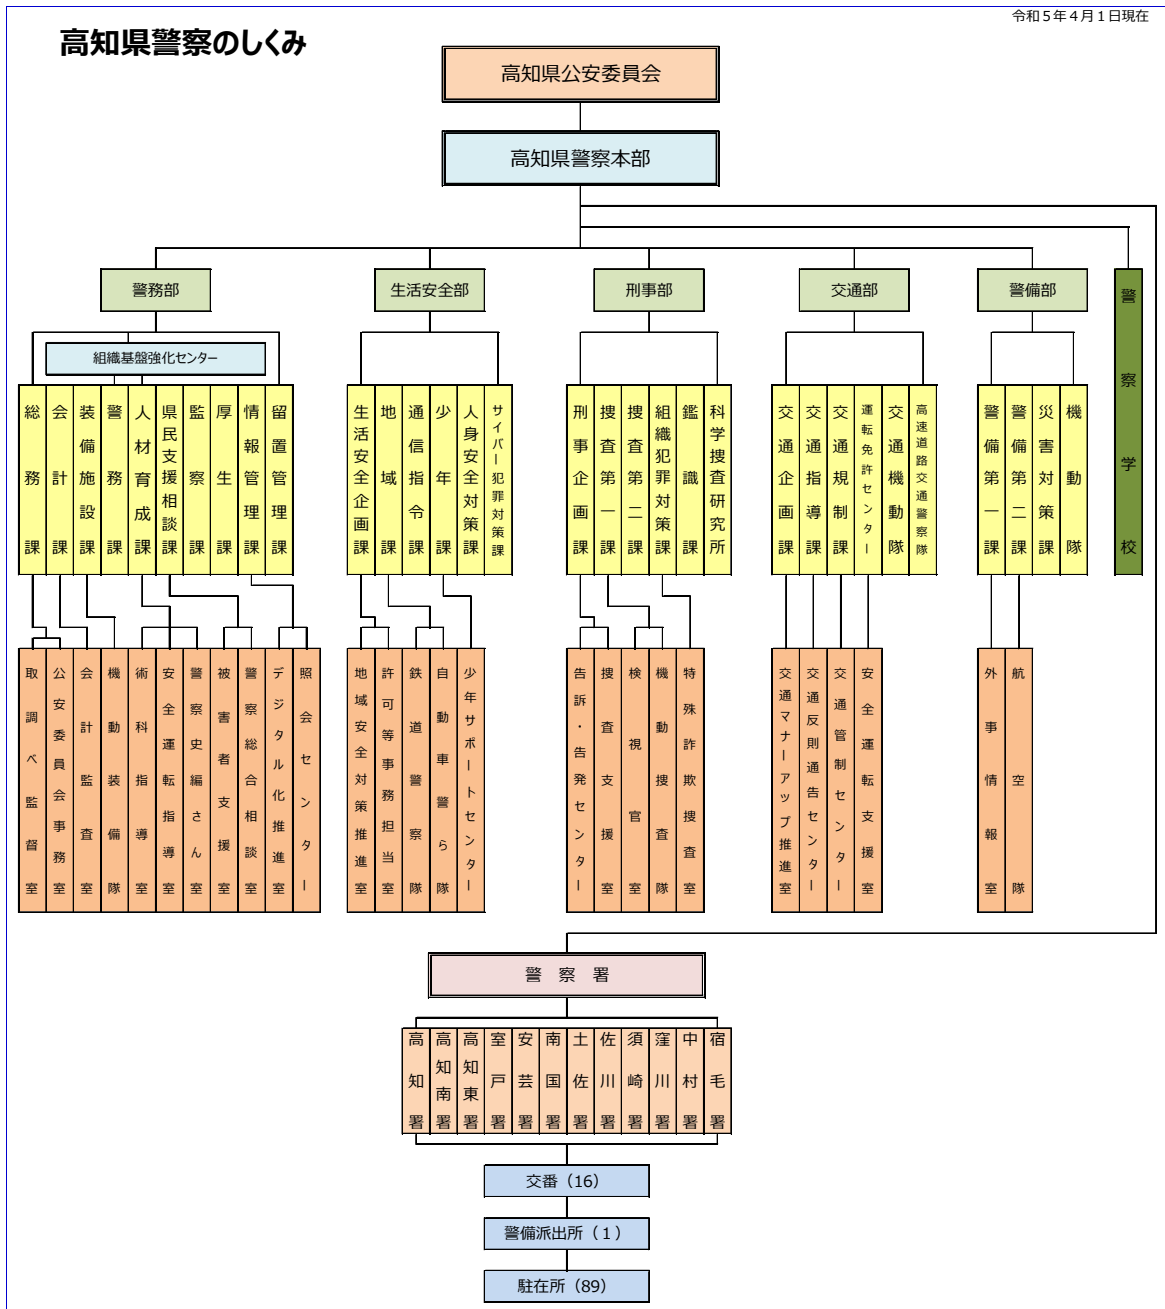 令和５年４月１日現在
高知県警察のしくみ
高知県公安委員会
高知県警察本部
警務部
生活安全部
刑事部
交通部
警備部
警察学校
組織基盤強化センター
総務課
会計課
装備施設課
警務課
人材育成課
県民支援相談課
監察課
厚生課
情報管理課
留置管理課
生活安全企画課
地域課
通信指令課
少年課
人身安全対策課
サイバー犯罪対策課
刑事企画課
捜査第一課
捜査第二課
組織犯罪対策課
鑑識課
科学捜査研究所
交通企画課
交通指導課
交通規制課
運転免許センター
交通機動隊
高速道路交通警察隊
警備第一課
警備第二課
災害対策課
機動隊
取調べ監督室
公安委員会事務室
会計監査室
機動装備隊
術科指導室
安全運転指導室
警察史編さん室
被害者支援室
警察総合相談室
デジタル化推進室
照会センター
地域安全対策推進室
許可等事務担当室
鉄道警察隊
自動車警ら隊
少年サポートセンター
告訴・告発センター
捜査支援室
検視官室
機動捜査隊
特殊詐欺捜査室
交通マナーアップ推進室
交通反則通告センター
交通管制センター
安全運転支援室
外事情報室
航空隊
警察署
高知署
高知南署
高知東署
室戸署
安芸署
南国署
土佐署
佐川署
須崎署
窪川署
中村署
宿毛署
交番（16）
警備派出所（１）
駐在所（89）